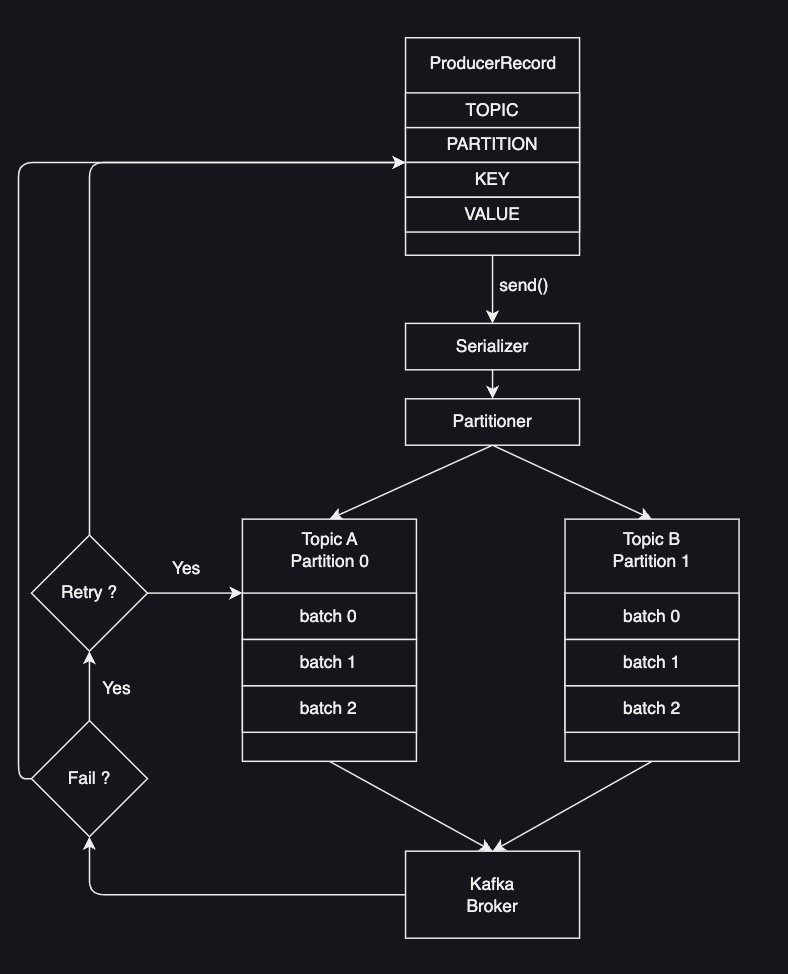 ProducerRecord
TOPIC
PARTITION
KEY
VALUE
send()
Serializer
Partitioner
Topic A
Partition 0
batch 0
batch 1
batch 2
Topic B
Partition 1
batch 0
batch 1
batch 2
Retry ?
Yes
Yes
Fail ?
Kafka
Broker